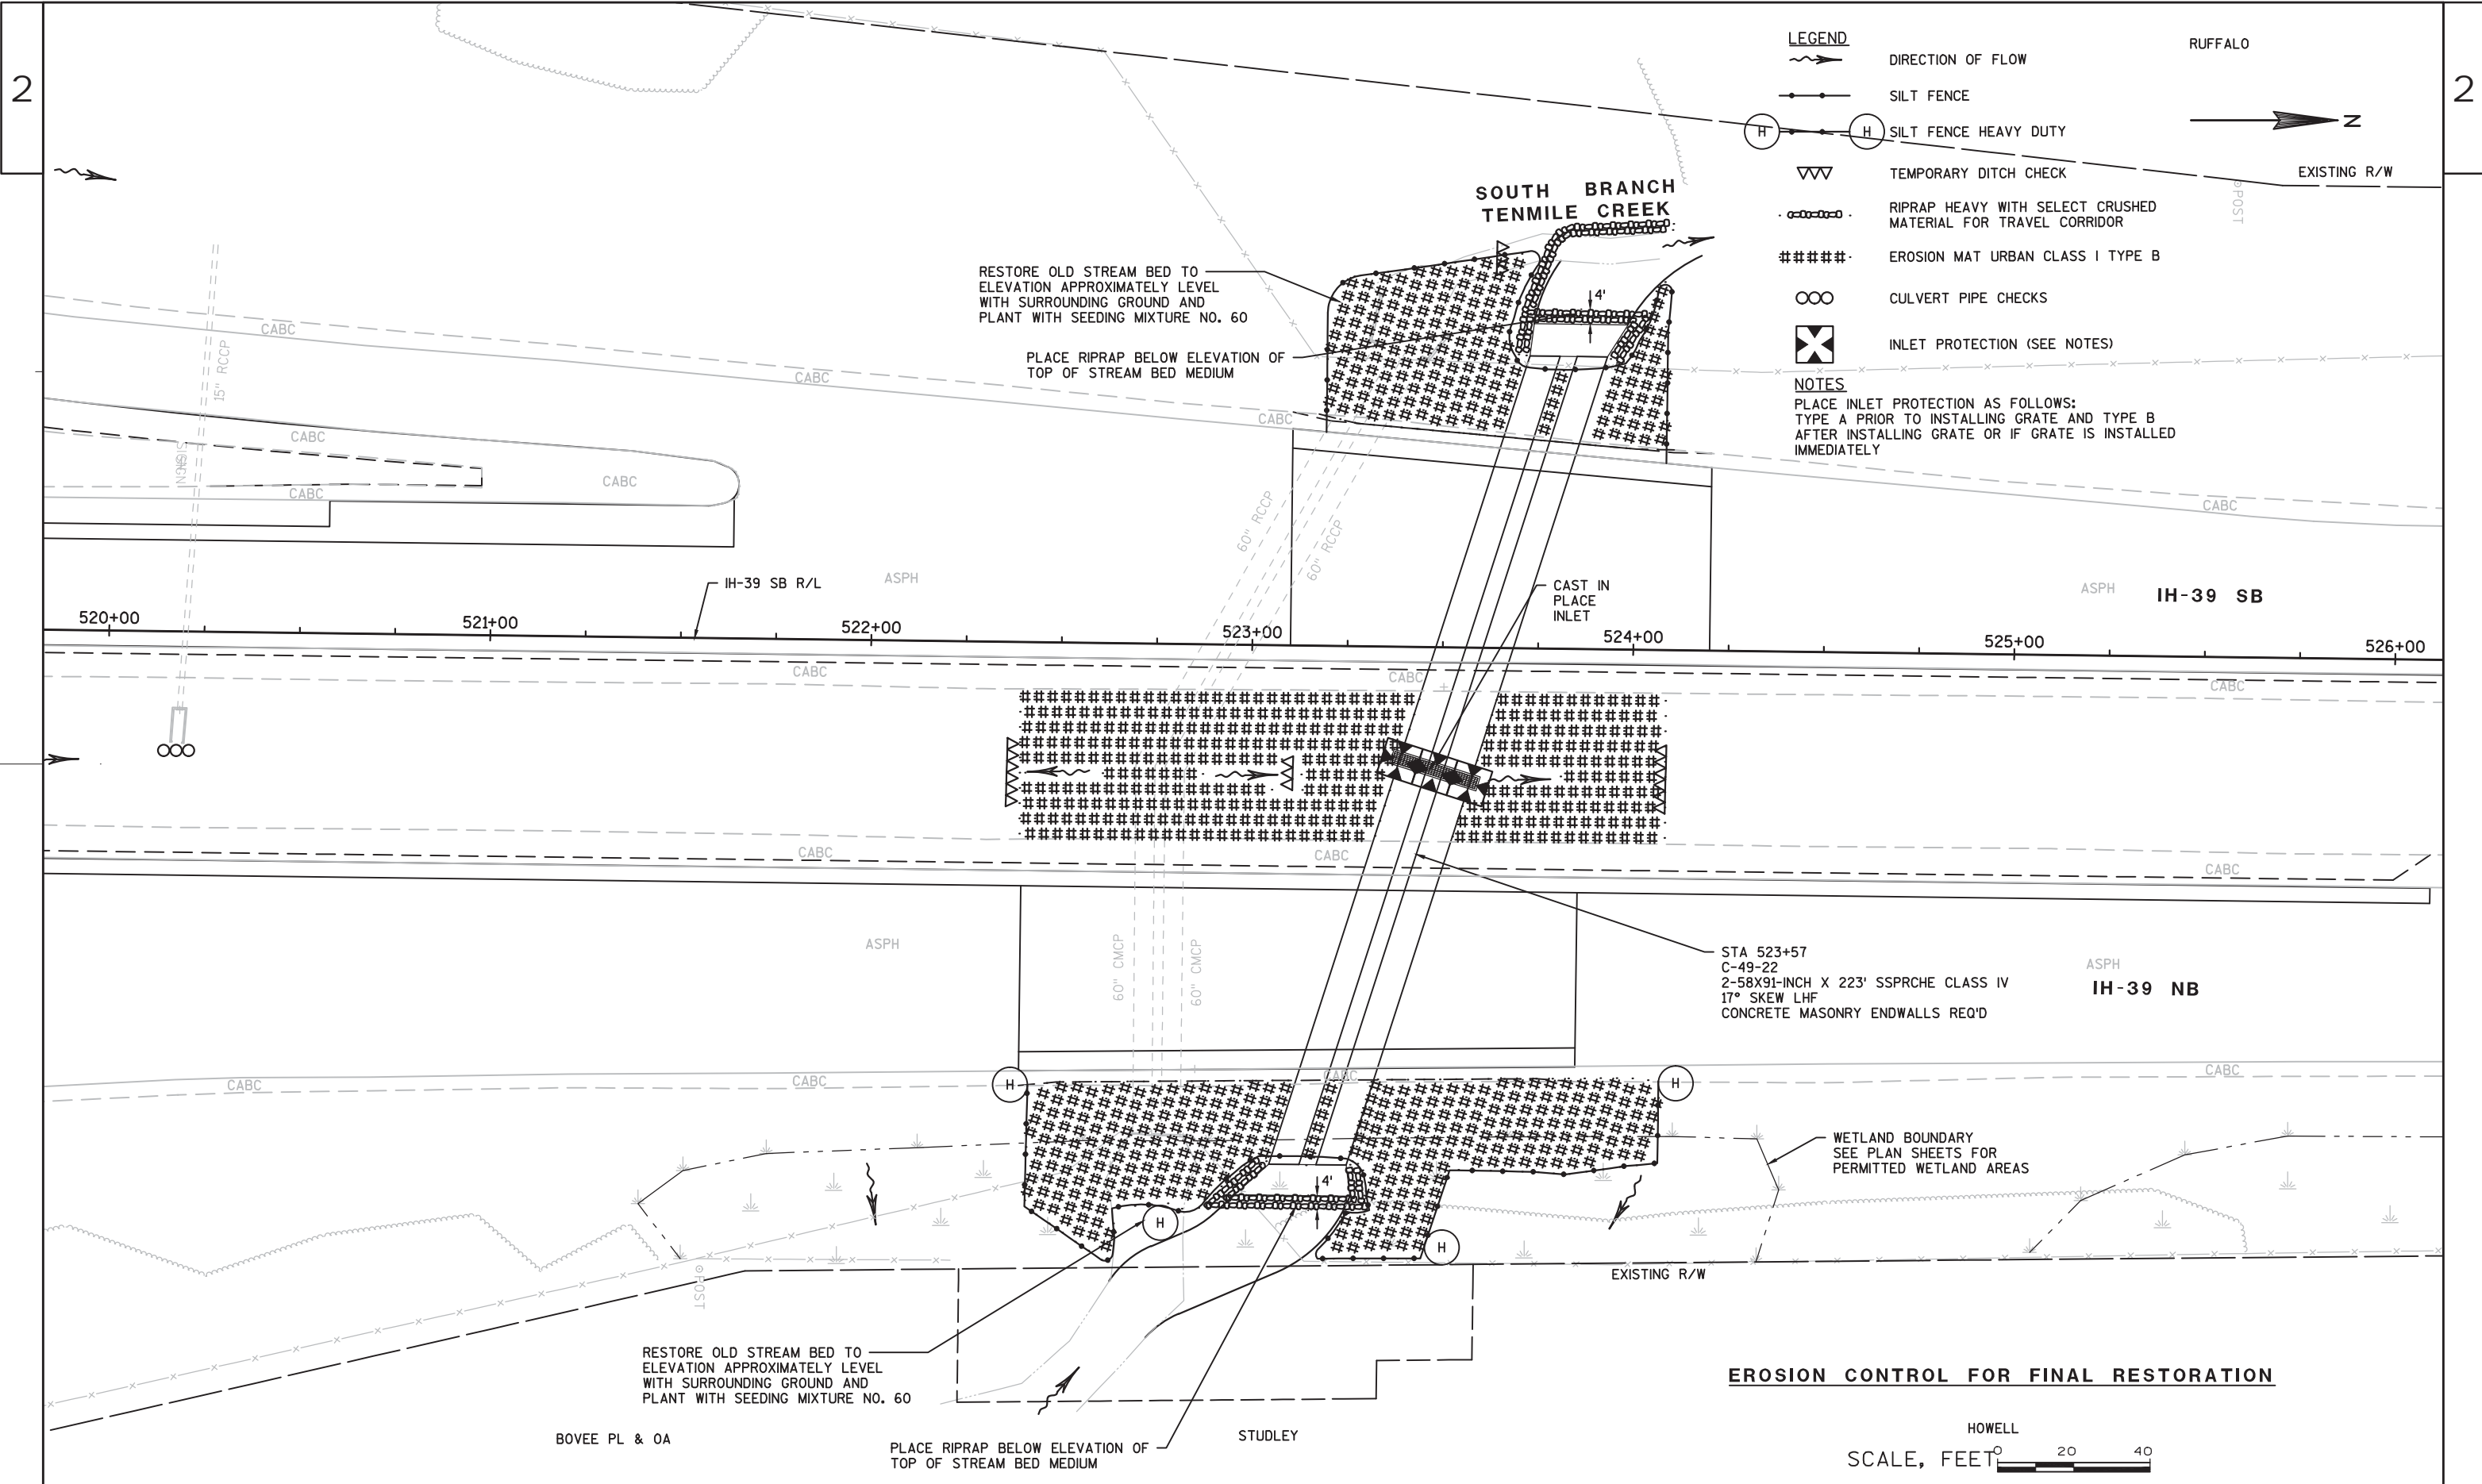 2
2
LEGEND
DIRECTION OF FLOW
SILT FENCE
H H SILT FENCE HEAVY DUTY
TEMPORARY DITCH CHECK
RIPRAP HEAVY WITH SELECT CRUSHED
MATERIAL FOR TRAVEL CORRIDOR
EROSION MAT URBAN CLASS I TYPE B
CULVERT PIPE CHECKS
INLET PROTECTION (SEE NOTES)
NOTES
PLACE INLET PROTECTION AS FOLLOWS:
TYPE A PRIOR TO INSTALLING GRATE AND TYPE B
AFTER INSTALLING GRATE OR IF GRATE IS INSTALLED
IMMEDIATELY
RUFFALO
N
EXISTING R/W
POST
SOUTH BRANCH
TENMILE CREEK
RESTORE OLD STREAM BED TO
ELEVATION APPROXIMATELY LEVEL
WITH SURROUNDING GROUND AND
PLANT WITH SEEDING MIXTURE NO. 60
4'
PLACE RIPRAP BELOW ELEVATION OF
TOP OF STREAM BED MEDIUM
CABC
15" RCCP
CABC
CABC
CABC
SIGN
CABC
CABC
CABC
60" RCCP
60" RCCP
IH-39 SB R/L
ASPH
CAST IN
PLACE
INLET
ASPH
IH-39 SB
520+00
521+00
522+00
523+00
524+00
525+00
526+00
CABC
CABC
CABC
CABC
CABC
CABC
ASPH
60" CMCP
60" CMCP
STA 523+57
C-49-22
2-58X91-INCH X 223' SSPRCHE CLASS IV
17° SKEW LHF
CONCRETE MASONRY ENDWALLS REQ'D
ASPH
IH-39 NB
CABC
CABC
CABC
CABC
H
H
WETLAND BOUNDARY
SEE PLAN SHEETS FOR
PERMITTED WETLAND AREAS
4'
H
H
POST
EXISTING R/W
RESTORE OLD STREAM BED TO
ELEVATION APPROXIMATELY LEVEL
WITH SURROUNDING GROUND AND
PLANT WITH SEEDING MIXTURE NO. 60
BOVEE PL & OA
PLACE RIPRAP BELOW ELEVATION OF
TOP OF STREAM BED MEDIUM
STUDLEY
EROSION CONTROL FOR FINAL RESTORATION
HOWELL
SCALE, FEET 0 20 40